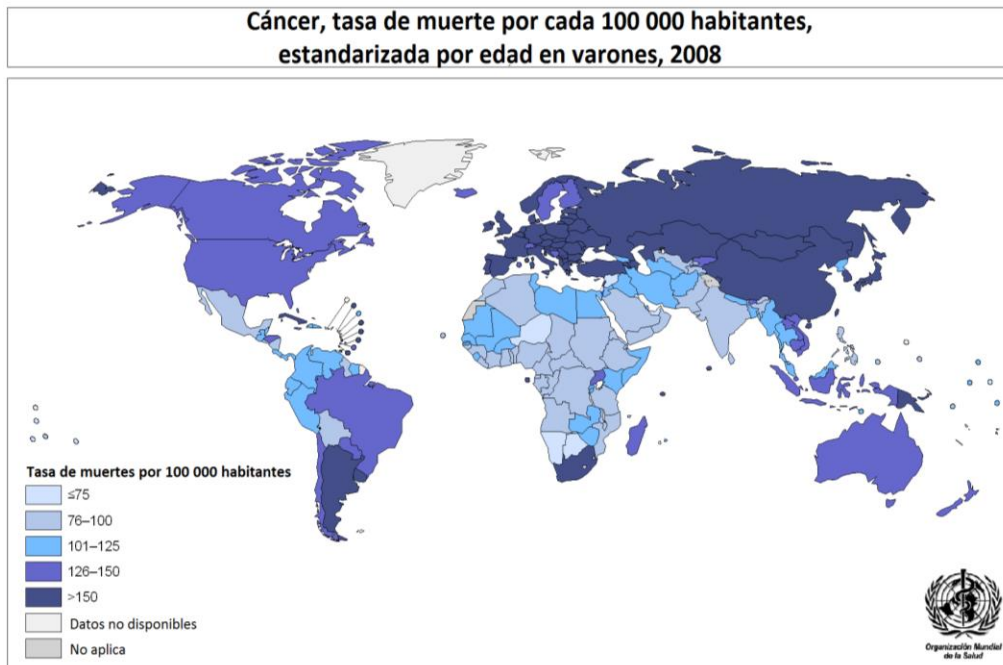 Cáncer, tasa de muerte por cada 100 000 habitantes,
estandarizada por edad en varones, 2008
Tasa de muertes por 100 000 habitantes
≤75
76–100
101–125
126–150
>150
Datos no disponibles
No aplica
Organización Mundial
de la Salud